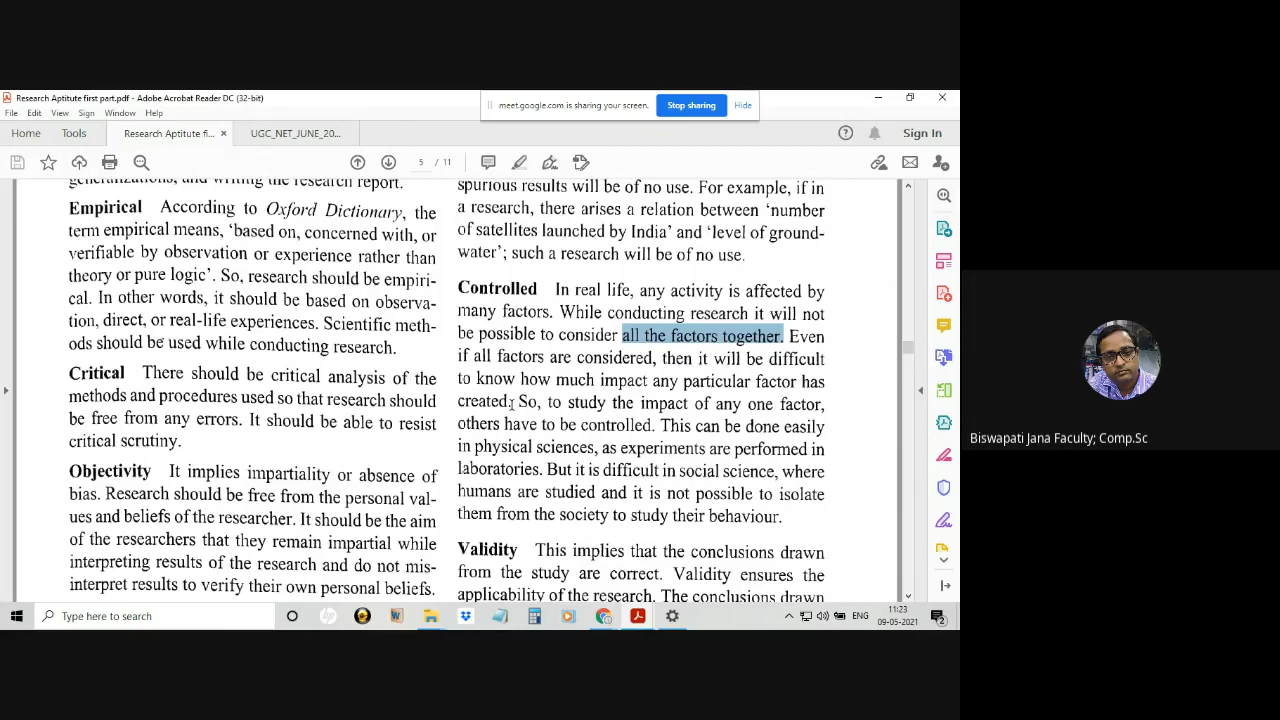 Research Aptitute first part.pdf - Adobe Acrobat Reader DC (32-bit)
File Edit View Sign Window Help
meet.google.com is sharing your screen. Stop sharing Hide
Home Tools Research Aptitute fi... × UGC_NET_JUNE_20... Sign In
5 / 11
generalizations, and writing the research report.
Empirical According to Oxford Dictionary, the
term empirical means, ‘based on, concerned with, or
verifiable by observation or experience rather than
theory or pure logic’. So, research should be empiri-
cal. In other words, it should be based on observa-
tion, direct, or real-life experiences. Scientific meth-
ods should be used while conducting research.
Critical There should be critical analysis of the
methods and procedures used so that research should
be free from any errors. It should be able to resist
critical scrutiny.
Objectivity It implies impartiality or absence of
bias. Research should be free from the personal val-
ues and beliefs of the researcher. It should be the aim
of the researchers that they remain impartial while
interpreting results of the research and do not mis-
interpret results to verify their own personal beliefs.
spurious results will be of no use. For example, if in
a research, there arises a relation between ‘number
of satellites launched by India’ and ‘level of ground-
water’; such a research will be of no use.
Controlled In real life, any activity is affected by
many factors. While conducting research it will not
be possible to consider all the factors together. Even
if all factors are considered, then it will be difficult
to know how much impact any particular factor has
created. So, to study the impact of any one factor,
others have to be controlled. This can be done easily
in physical sciences, as experiments are performed in
laboratories. But it is difficult in social science, where
humans are studied and it is not possible to isolate
them from the society to study their behaviour.
Validity This implies that the conclusions drawn
from the study are correct. Validity ensures the
applicability of the research. The conclusions drawn
Biswapati Jana Faculty; Comp.Sc
Type here to search
ENG
11:23
09-05-2021
2